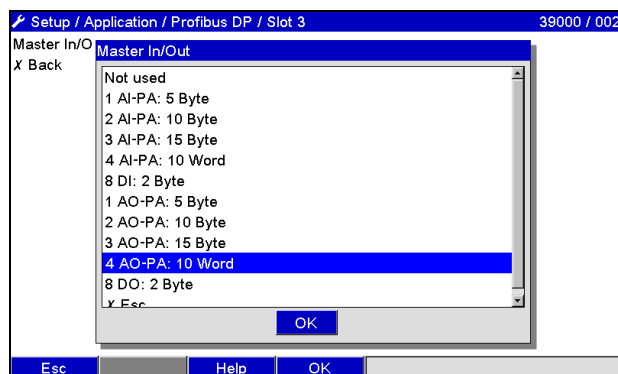 Setup / Application / Profibus DP / Slot 3 39000 / 002
Master In/O
X Back
Master In/Out
Not used
1 AI-PA: 5 Byte
2 AI-PA: 10 Byte
3 AI-PA: 15 Byte
4 AI-PA: 10 Word
8 DI: 2 Byte
1 AO-PA: 5 Byte
2 AO-PA: 10 Byte
3 AO-PA: 15 Byte
4 AO-PA: 10 Word
8 DO: 2 Byte
X Esc
OK
Esc Help OK